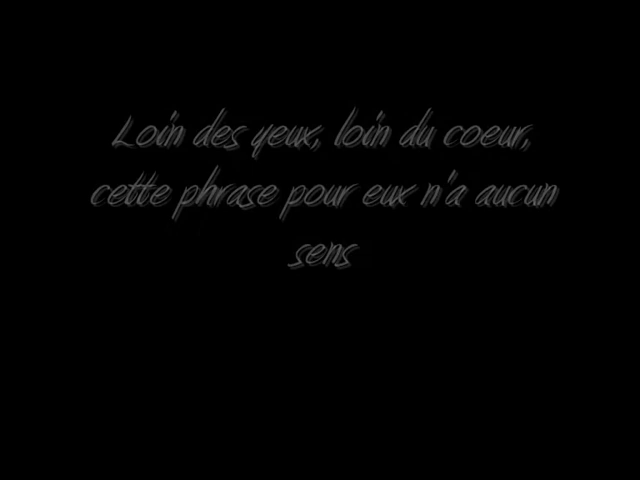 Loin des yeux, loin du coeur,
cette phrase pour eux n'a aucun
sens